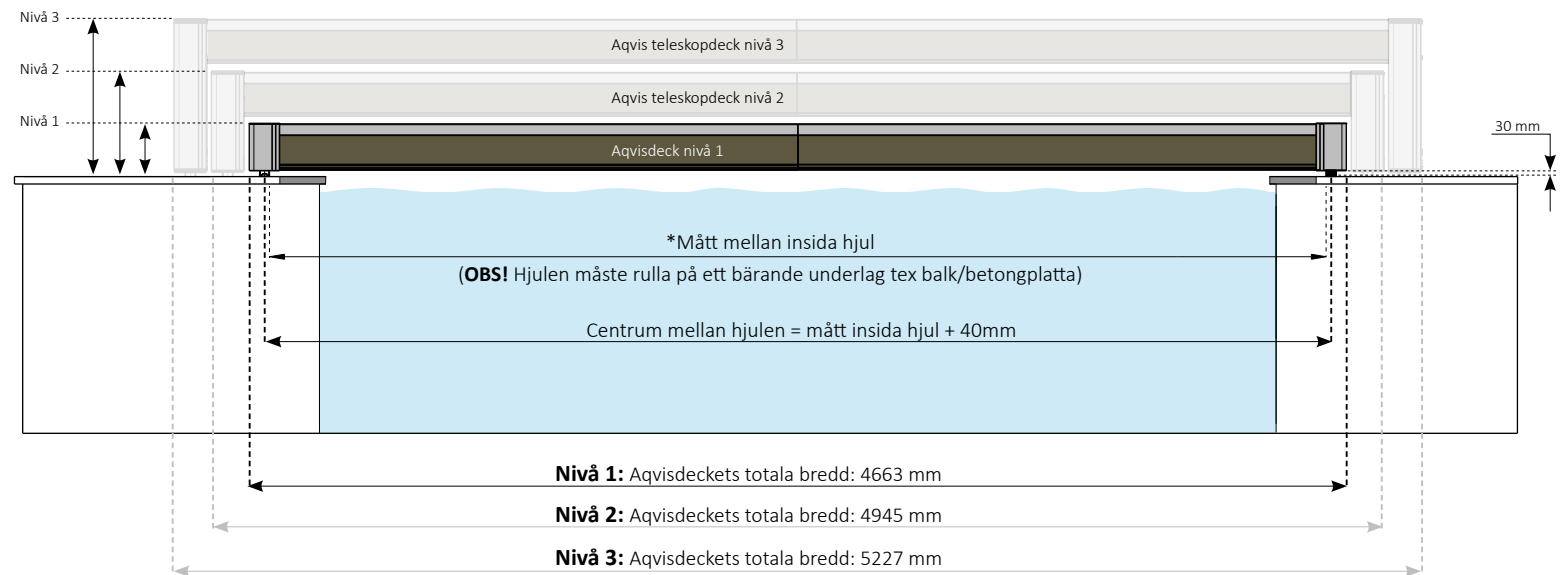 Nivå 3
Aqvis teleskopdeck nivå 3
Nivå 2
Aqvis teleskopdeck nivå 2
Nivå 1
30 mm
Aqvisdeck nivå 1
*Mått mellan insida hjul
(OBS! Hjulen måste rulla på ett bärande underlag tex balk/betongplatta)
Centrum mellan hjulen = mått insida hjul + 40mm
Nivå 1: Aqvisdeckets totala bredd: 4663 mm
Nivå 2: Aqvisdeckets totala bredd: 4945 mm
Nivå 3: Aqvisdeckets totala bredd: 5227 mm